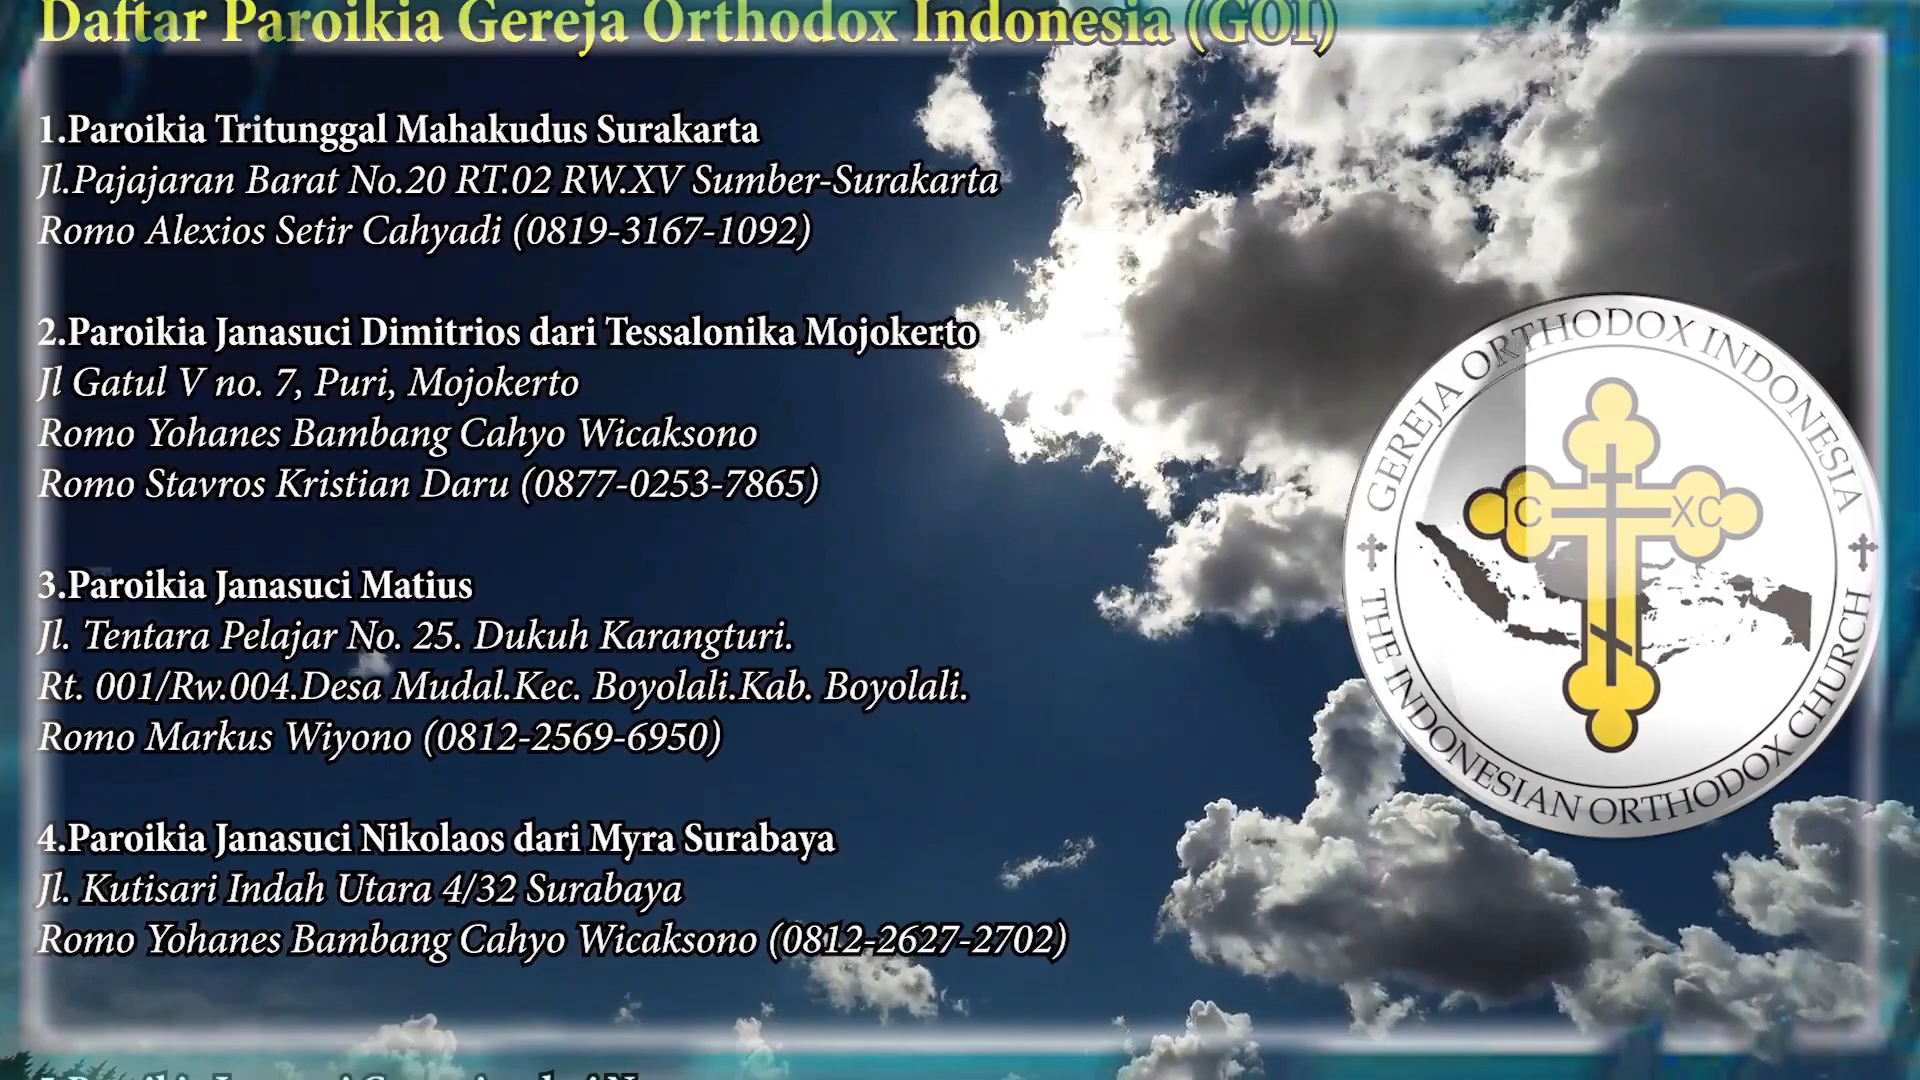 Daftar Paroikia Gereja Orthodox Indonesia (GOI)
1.Paroikia Tritunggal Mahakudus Surakarta
Jl.Pajajaran Barat No.20 RT.02 RW.XV Sumber-Surakarta
Romo Alexios Setir Cahyadi (0819-3167-1092)
2.Paroikia Janasuci Dimitrios dari Tessalonika Mojokerto
Jl Gatul V no. 7, Puri, Mojokerto
Romo Yohanes Bambang Cahyo Wicaksono
Romo Stavros Kristian Daru (0877-0253-7865)
3.Paroikia Janasuci Matius
Jl. Tentara Pelajar No. 25. Dukuh Karangturi.
Rt. 001/Rw.004.Desa Mudal.Kec. Boyolali.Kab. Boyolali.
Romo Markus Wiyono (0812-2569-6950)
4.Paroikia Janasuci Nikolaos dari Myra Surabaya
Jl. Kutisari Indah Utara 4/32 Surabaya
Romo Yohanes Bambang Cahyo Wicaksono (0812-2627-2702)
GEREJA ORTHODOX INDONESIA
C XC
THE INDONESIAN ORTHODOX CHURCH